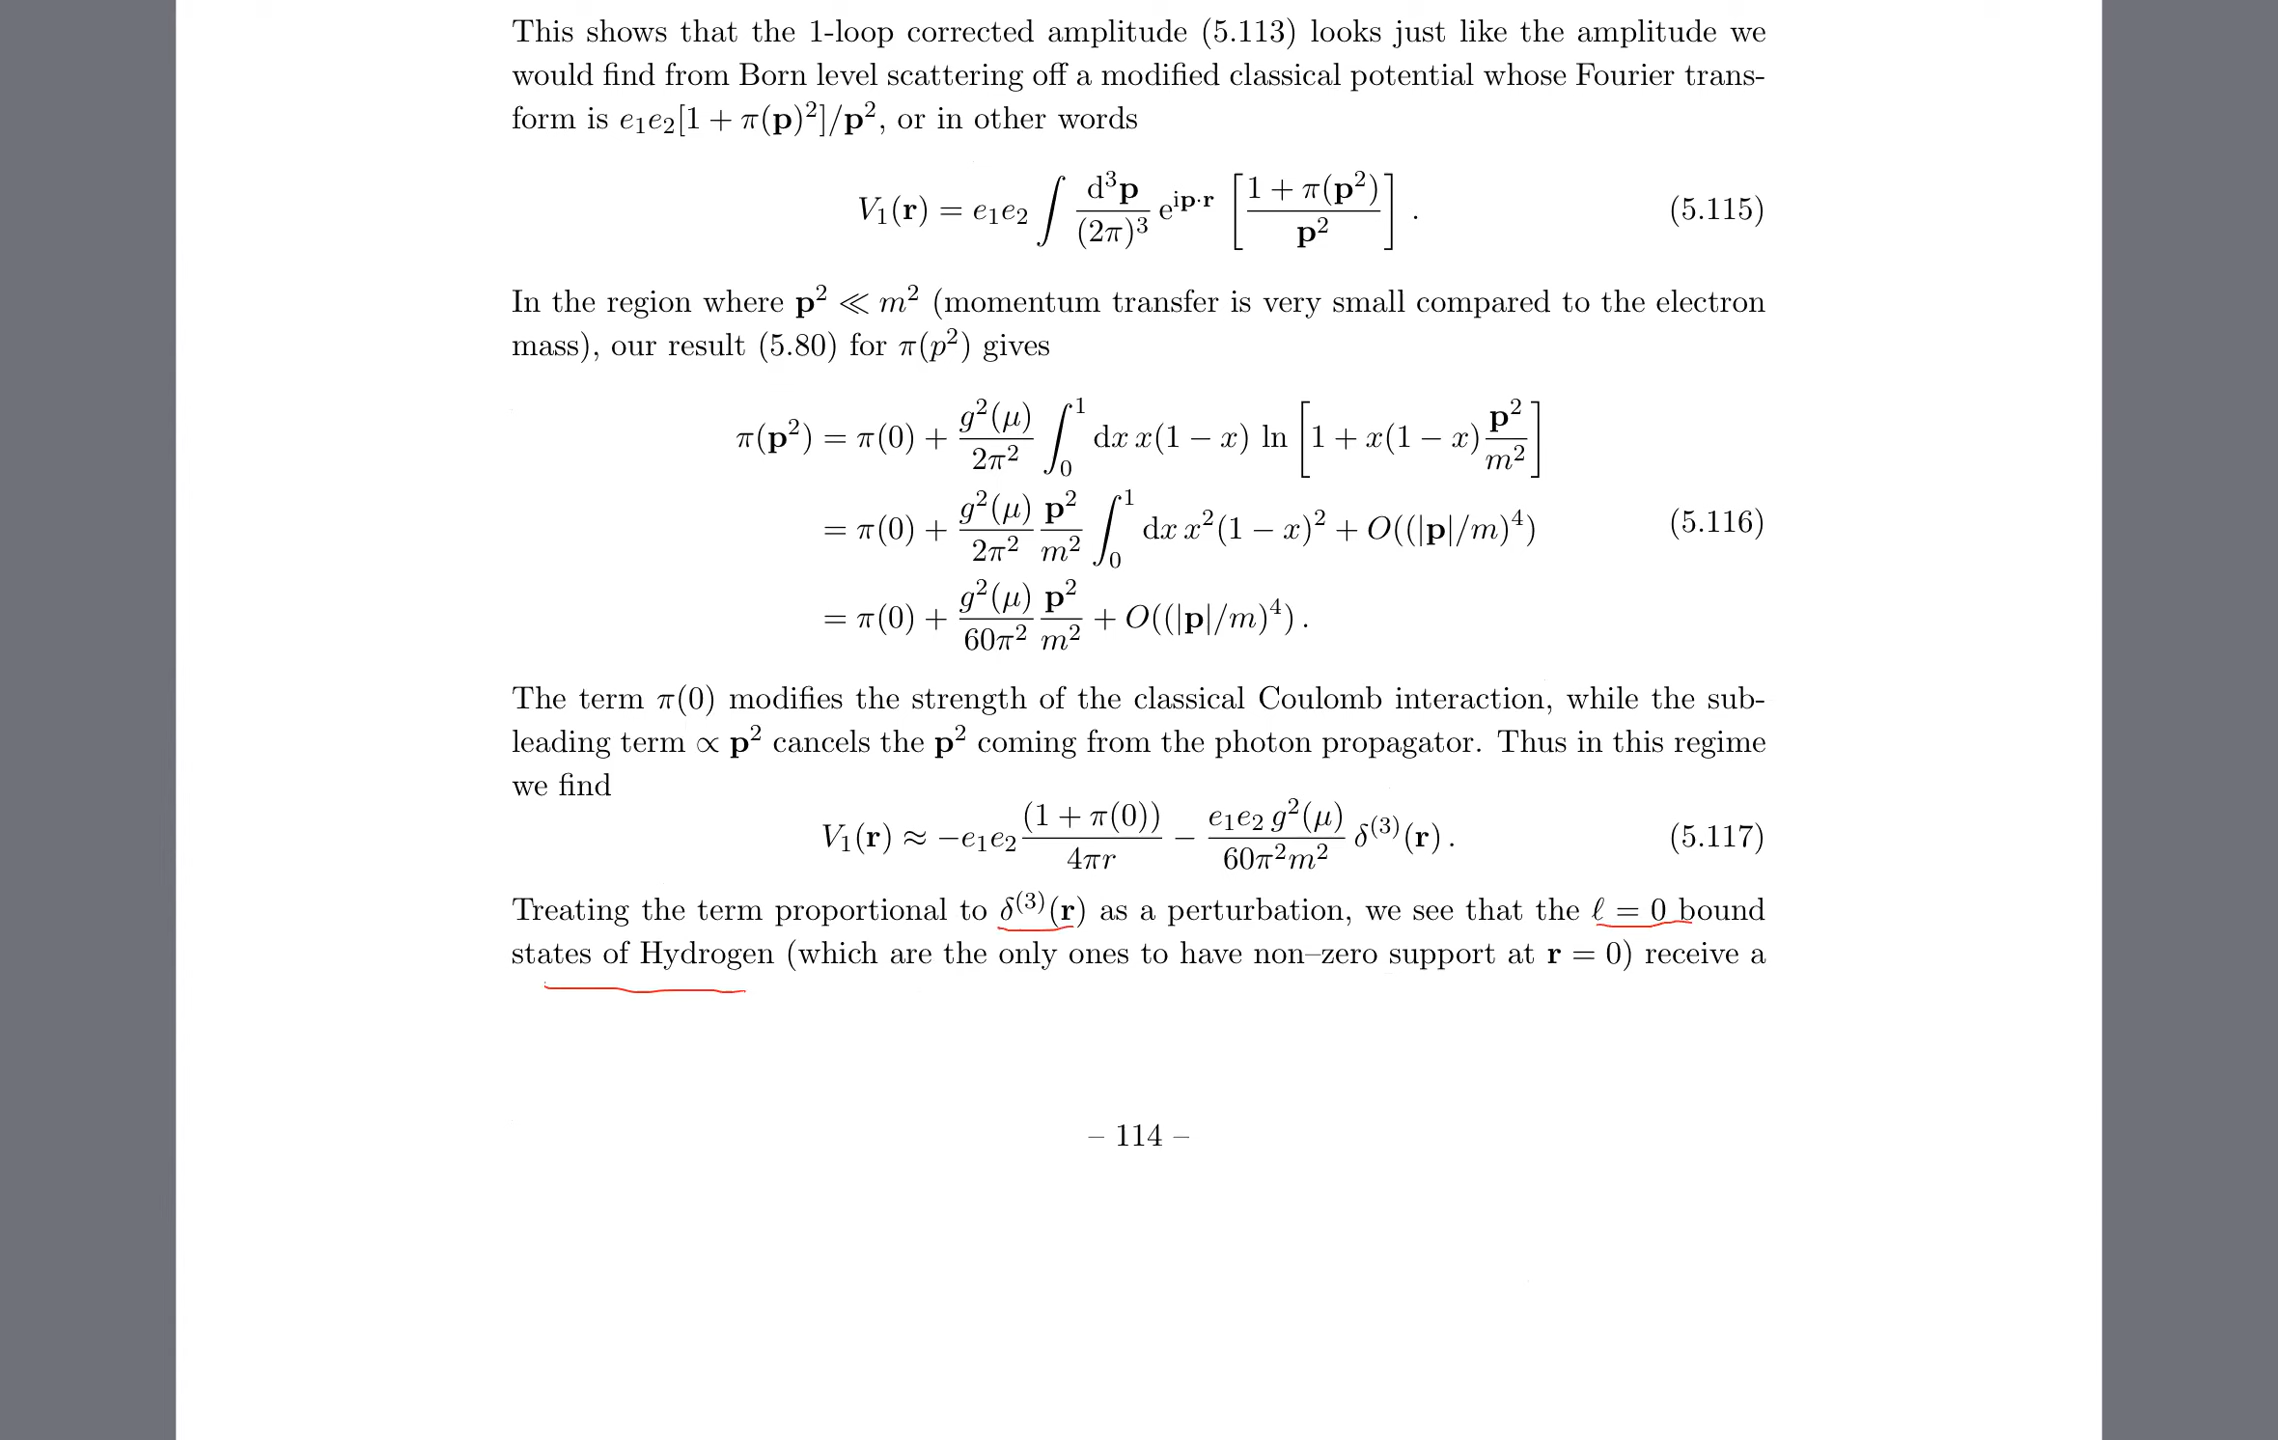 This shows that the 1-loop corrected amplitude (5.113) looks just like the amplitude we
would find from Born level scattering off a modified classical potential whose Fourier trans-
form is e₁e₂[1 + π(𝐩)²]/𝐩², or in other words
V₁(𝐫) = e₁e₂ ∫ d³𝐩/(2π)³ e^{i𝐩·𝐫} [(1 + π(𝐩²))/𝐩²] . (5.115)
In the region where 𝐩² ≪ m² (momentum transfer is very small compared to the electron
mass), our result (5.80) for π(p²) gives
π(𝐩²) = π(0) + g²(μ)/2π² ∫₀¹ dx x(1 − x) ln [1 + x(1 − x) 𝐩²/m²]
= π(0) + g²(μ)/2π² 𝐩²/m² ∫₀¹ dx x²(1 − x)² + O((|𝐩|/m)⁴) (5.116)
= π(0) + g²(μ)/60π² 𝐩²/m² + O((|𝐩|/m)⁴) .
The term π(0) modifies the strength of the classical Coulomb interaction, while the sub-
leading term ∝ 𝐩² cancels the 𝐩² coming from the photon propagator. Thus in this regime
we find
V₁(𝐫) ≈ −e₁e₂ (1 + π(0))/4πr − e₁e₂ g²(μ)/60π²m² δ⁽³⁾(𝐫) . (5.117)
Treating the term proportional to δ⁽³⁾(𝐫) as a perturbation, we see that the ℓ = 0 bound
states of Hydrogen (which are the only ones to have non–zero support at 𝐫 = 0) receive a
– 114 –